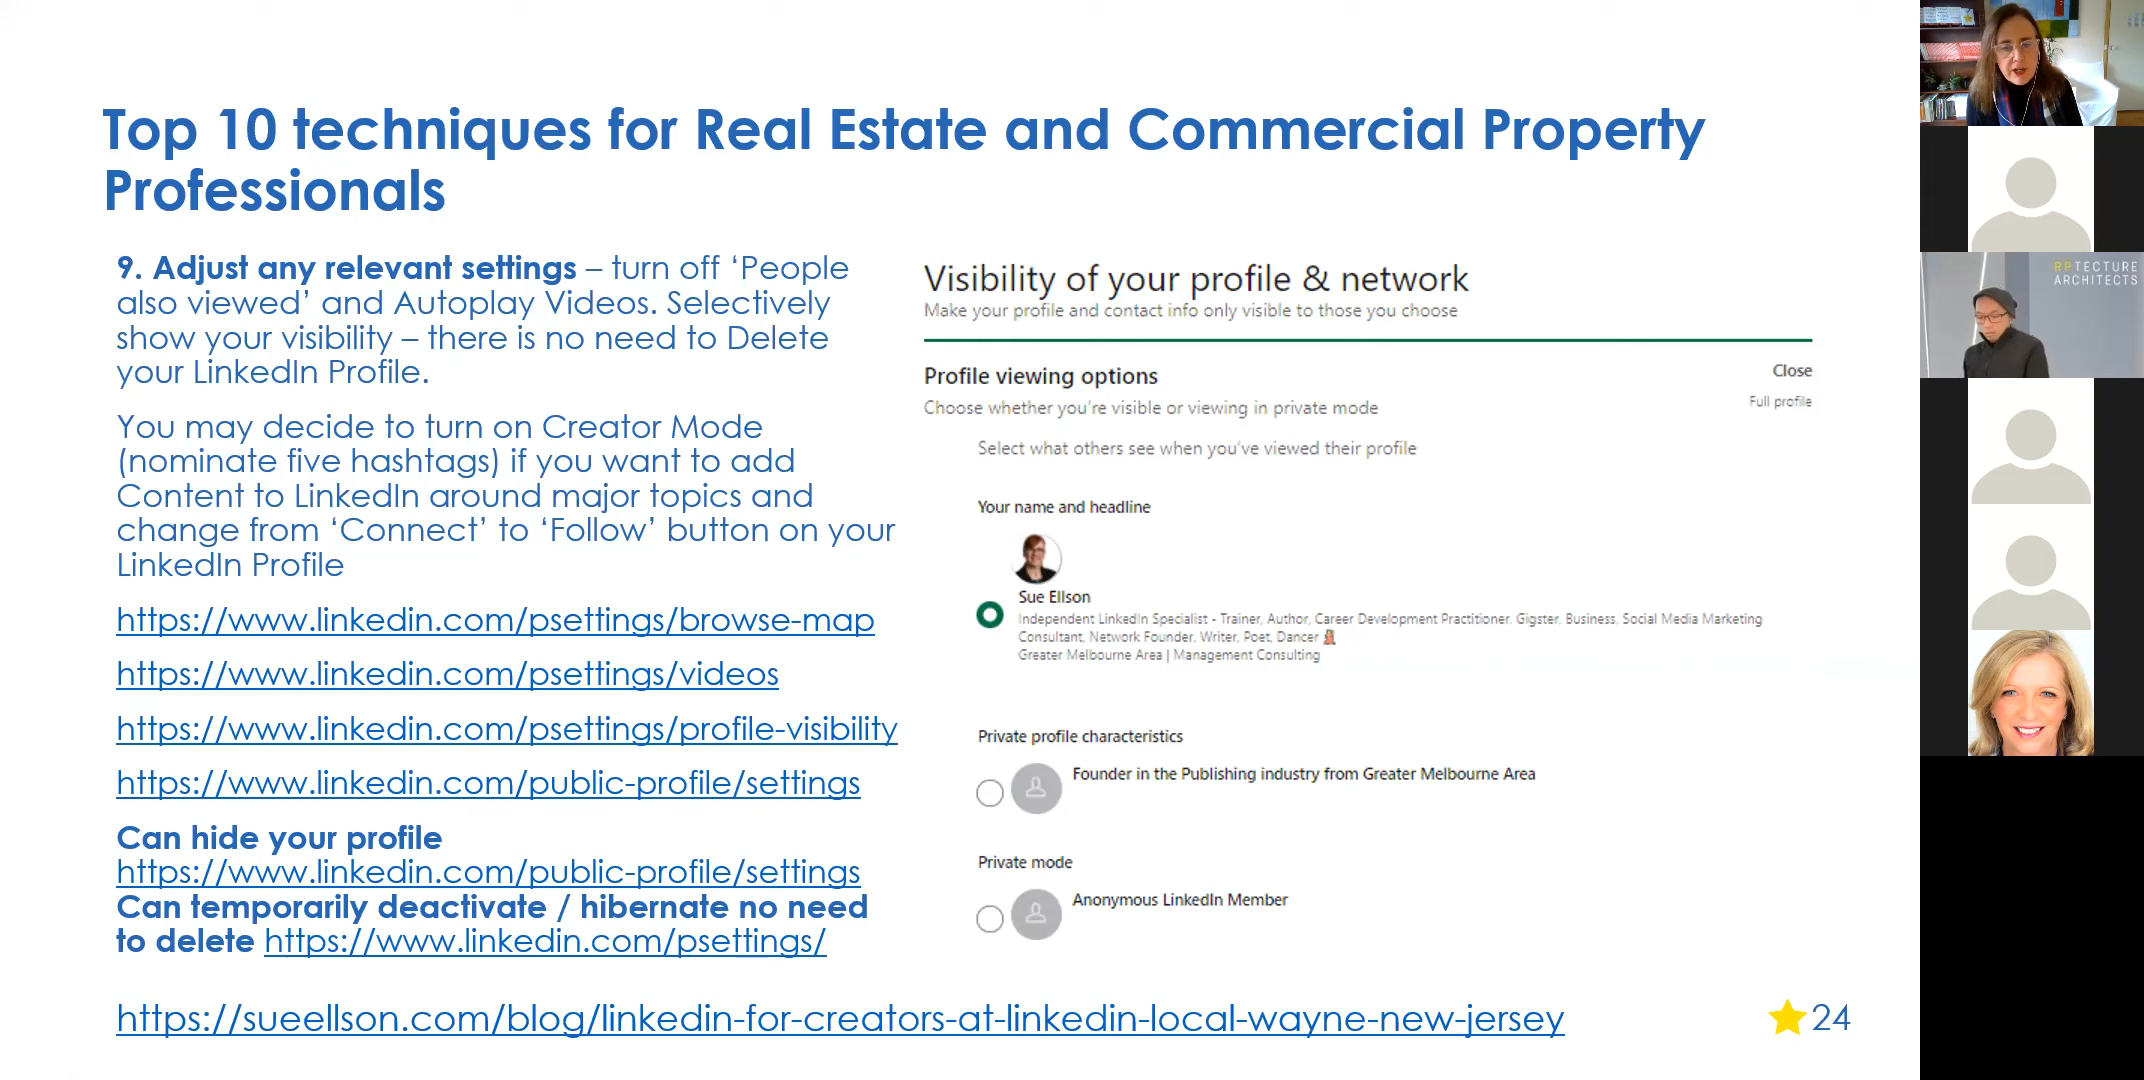 Top 10 techniques for Real Estate and Commercial Property
Professionals
9. Adjust any relevant settings – turn off ‘People
also viewed’ and Autoplay Videos. Selectively
show your visibility – there is no need to Delete
your LinkedIn Profile.
You may decide to turn on Creator Mode
(nominate five hashtags) if you want to add
Content to LinkedIn around major topics and
change from ‘Connect’ to ‘Follow’ button on your
LinkedIn Profile
https://www.linkedin.com/psettings/browse-map
https://www.linkedin.com/psettings/videos
https://www.linkedin.com/psettings/profile-visibility
https://www.linkedin.com/public-profile/settings
Can hide your profile
https://www.linkedin.com/public-profile/settings
Can temporarily deactivate / hibernate no need
to delete https://www.linkedin.com/psettings/
https://sueellson.com/blog/linkedin-for-creators-at-linkedin-local-wayne-new-jersey
Visibility of your profile & network
Make your profile and contact info only visible to those you choose
Profile viewing options
Close
Choose whether you’re visible or viewing in private mode
Full profile
Select what others see when you’ve viewed their profile
Your name and headline
Sue Ellson
Independent LinkedIn Specialist - Trainer, Author, Career Development Practitioner, Gigster, Business, Social Media Marketing
Consultant, Network Founder, Writer, Poet, Dancer
Greater Melbourne Area | Management Consulting
Private profile characteristics
Founder in the Publishing industry from Greater Melbourne Area
Private mode
Anonymous LinkedIn Member
24
RPTECTURE
ARCHITECTS